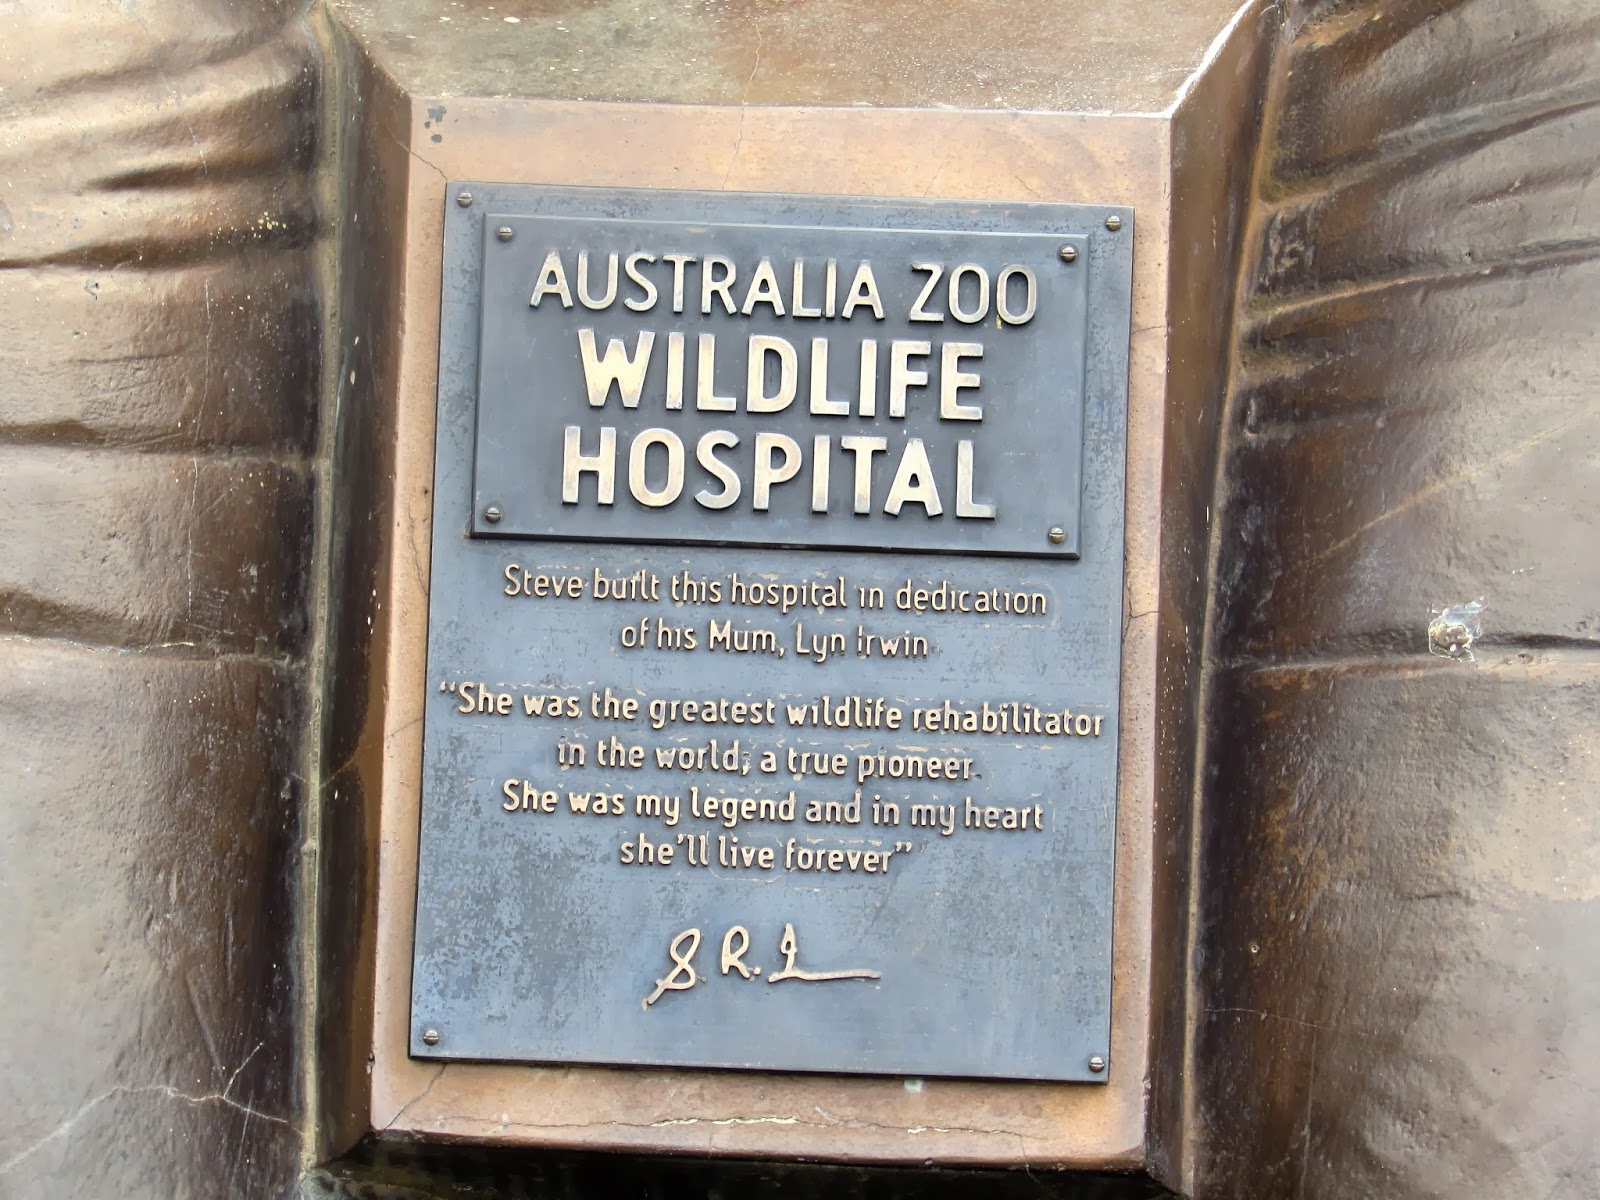 AUSTRALIA ZOO
WILDLIFE
HOSPITAL
Steve built this hospital in dedication
of his Mum, Lyn Irwin
“She was the greatest wildlife rehabilitator
in the world, a true pioneer.
She was my legend and in my heart
she'll live forever”
S R. I